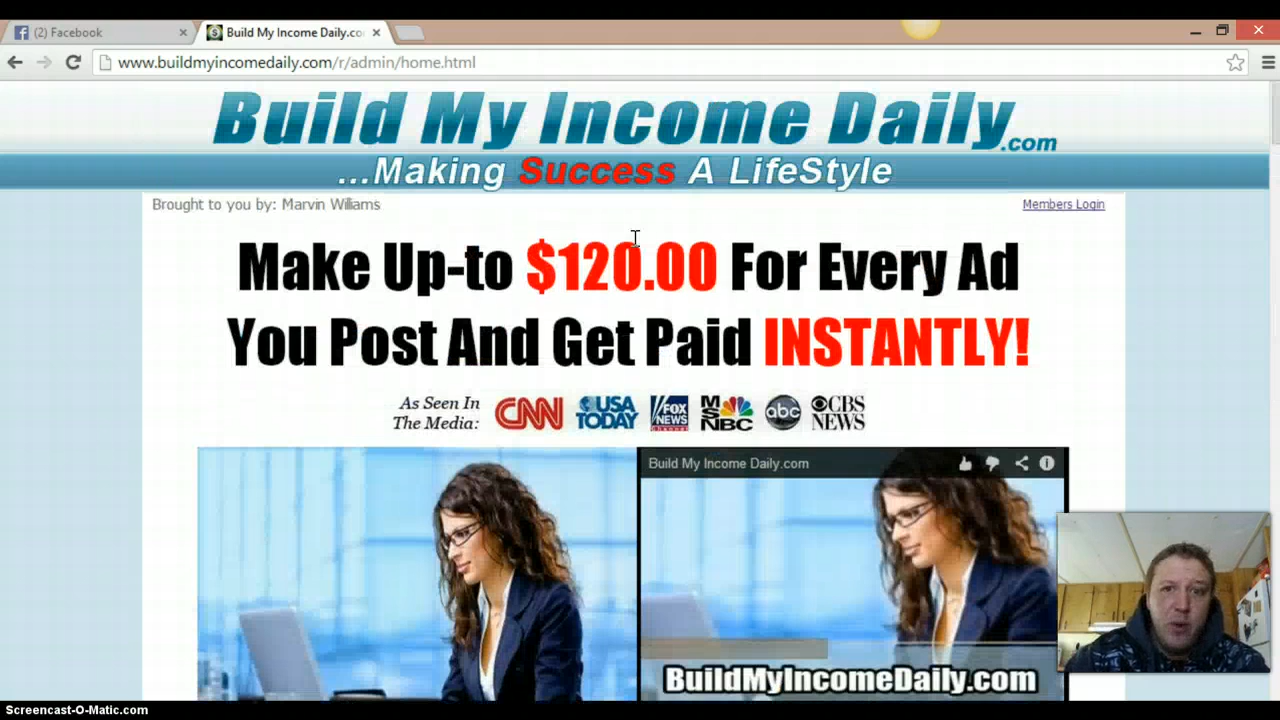 (2) Facebook
Build My Income Daily.co
www.buildmyincomedaily.com/r/admin/home.html
Build My Income Daily.com
...Making Success A LifeStyle
Brought to you by: Marvin Williams
Members Login
Make Up-to $120.00 For Every Ad
You Post And Get Paid INSTANTLY!
As Seen In
The Media:
CNN
USA
TODAY
FOX
NEWS
channel
MSNBC
abc
CBS
NEWS
Build My Income Daily.com
BuildMyIncomeDaily.com
Screencast-O-Matic.com